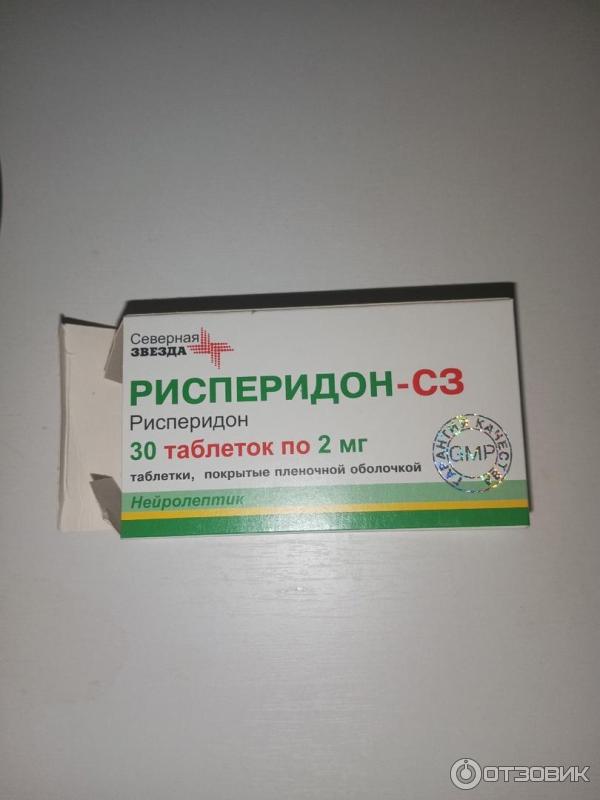 Северная
ЗВЕЗДА
РИСПЕРИДОН-СЗ
Рисперидон
30 таблеток по 2 мг
таблетки, покрытые пленочной оболочкой
Нейролептик
ГАРАНТИЯ КАЧЕСТВА
GMP
ОТЗОВИК